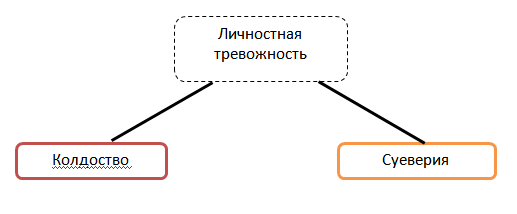 Личностная
тревожность
Колдоство
Суеверия